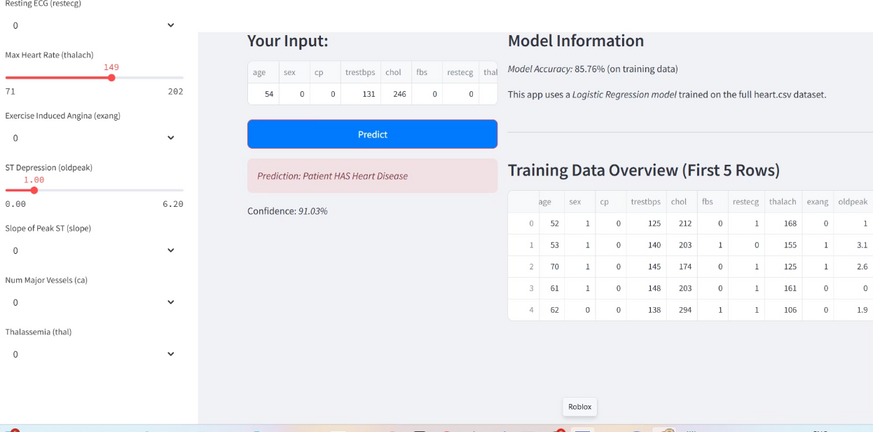 Resting ECG (restecg)
0
Max Heart Rate (thalach)
149
71 202
Exercise Induced Angina (exang)
0
ST Depression (oldpeak)
1.00
0.00 6.20
Slope of Peak ST (slope)
0
Num Major Vessels (ca)
0
Thalassemia (thal)
0
Your Input:
age sex cp trestbps chol fbs restecg thal
54 0 0 131 246 0 0
Predict
Prediction: Patient HAS Heart Disease
Confidence: 91.03%
Model Information
Model Accuracy: 85.76% (on training data)
This app uses a Logistic Regression model trained on the full heart.csv dataset.
Training Data Overview (First 5 Rows)
age sex cp trestbps chol fbs restecg thalach exang oldpeak
0 52 1 0 125 212 0 1 168 0 1
1 53 1 0 140 203 1 0 155 1 3.1
2 70 1 0 145 174 0 1 125 1 2.6
3 61 1 0 148 203 0 1 161 0 0
4 62 0 0 138 294 1 1 106 0 1.9
Roblox